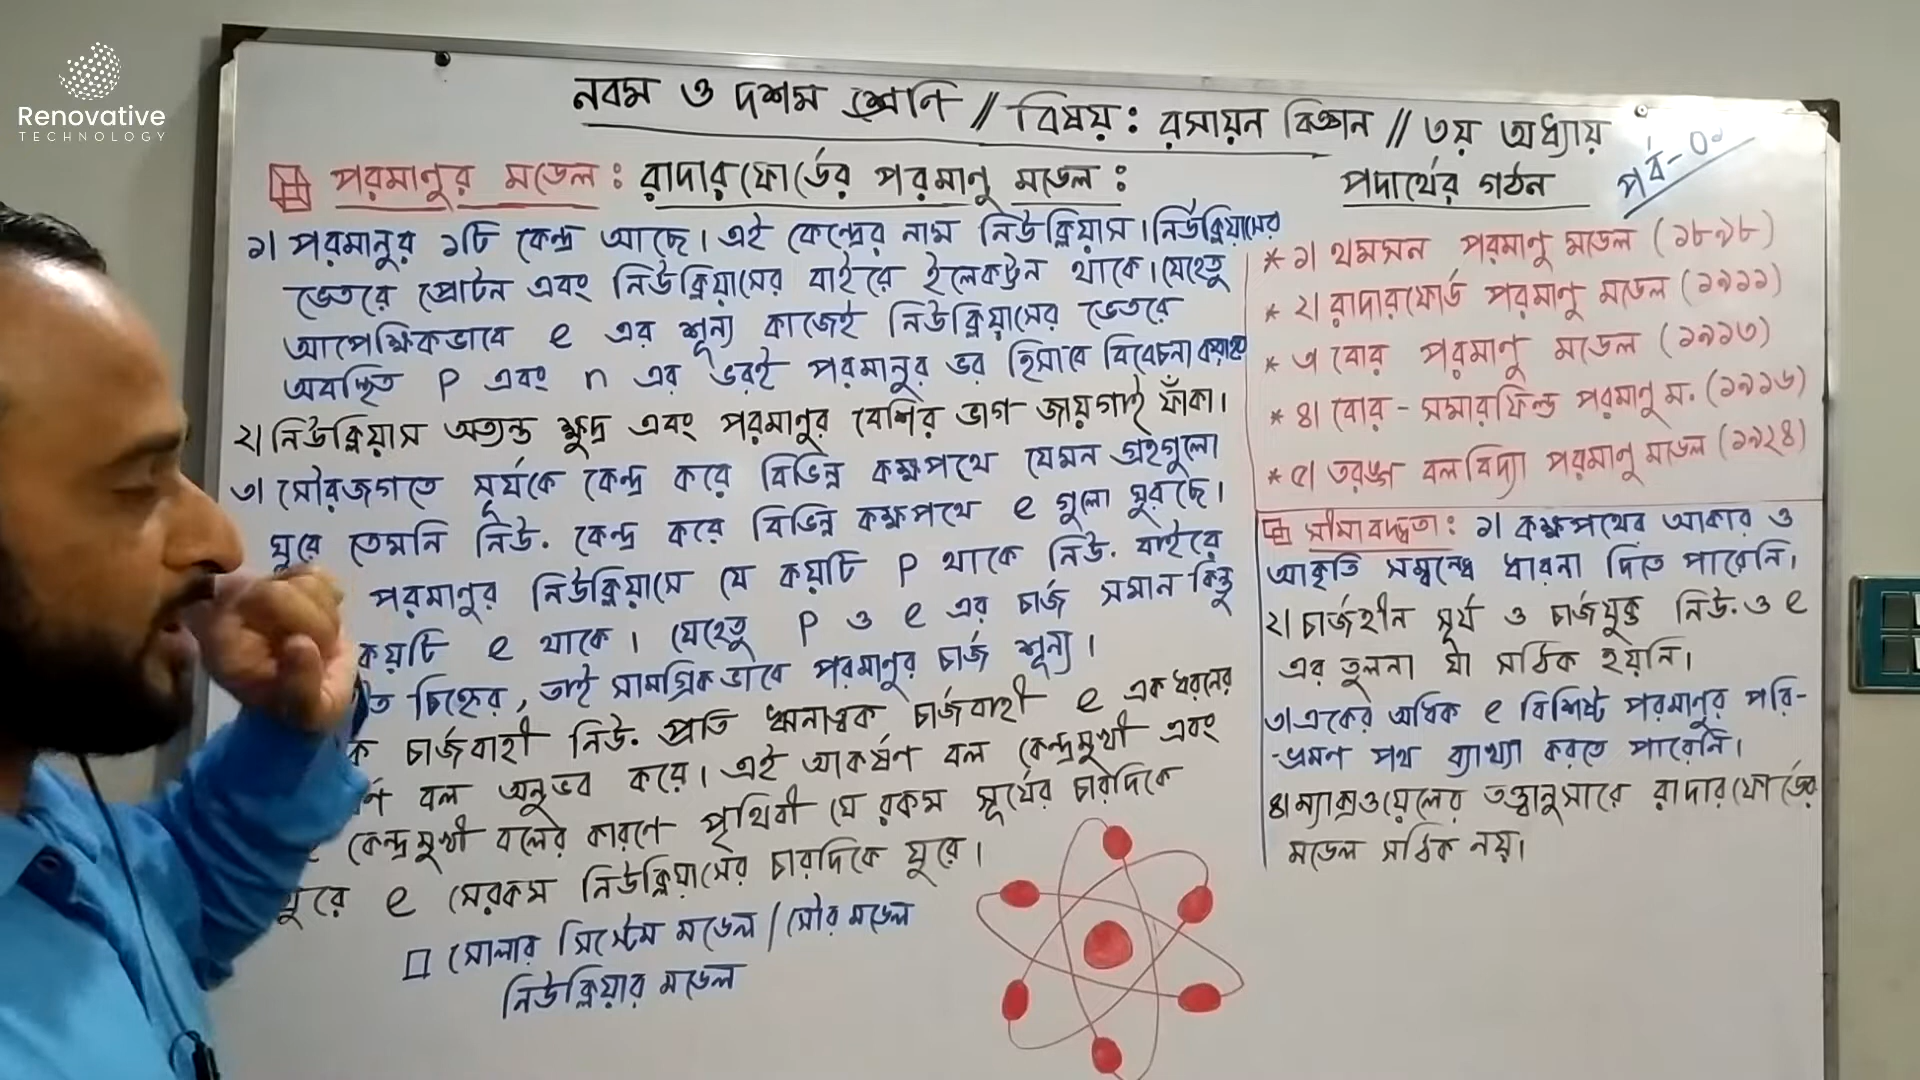 Renovative
TECHNOLOGY
নবম ও দশম শ্রেণি // বিষয়: রসায়ন বিজ্ঞান // ৩য় অধ্যায়
পদার্থের গঠন
পর্ব-০১
পরমানুর মডেল: রাদারফোর্ডের পরমানু মডেল:
১। পরমানুর ১টি কেন্দ্র আছে। এই কেন্দ্রের নাম নিউক্লিয়াস। নিউক্লিয়াসের
ভেতরে প্রোটন এবং নিউক্লিয়াসের বাইরে ইলেকট্রন থাকে। যেহেতু
আপেক্ষিকভাবে e এর শূন্য কাজেই নিউক্লিয়াসের ভেতরে
অবস্থিত p এবং n এর ভরই পরমানুর ভর হিসাবে বিবেচনা করা হয়
২। নিউক্লিয়াস অত্যন্ত ক্ষুদ্র এবং পরমানুর বেশির ভাগ জায়গাই ফাঁকা।
৩। সৌরজগতে সূর্যকে কেন্দ্র করে বিভিন্ন কক্ষপথে যেমন গ্রহগুলো
ঘুরে তেমনি নিউ. কেন্দ্র করে বিভিন্ন কক্ষপথে e গুলো ঘুরছে।
পরমানুর নিউক্লিয়াসে যে কয়টি P থাকে নিউ. বাইরে
কয়টি e থাকে। যেহেতু P ও e এর চার্জ সমান কিন্তু
ত চিহ্নের, তাই সামগ্রিকভাবে পরমানুর চার্জ শূন্য।
ক চার্জবাহী নিউ. প্রতি ঋনাত্বক চার্জবাহী e এক ধরনের
র্ষণ বল অনুভব করে। এই আকর্ষণ বল কেন্দ্রমুখী এবং
কেন্দ্রমুখী বলের কারণে পৃথিবী যে রকম সূর্যের চারদিকে
ঘুরে e সেরকম নিউক্লিয়াসের চারদিকে ঘুরে।
সোলার সিস্টেম মডেল / সৌর মডেল
নিউক্লিয়ার মডেল
* ১। থমসন পরমানু মডেল (১৮৯৮)
* ২। রাদারফোর্ড পরমানু মডেল (১৯১১)
* ৩। বোর পরমানু মডেল (১৯১৩)
* ৪। বোর - সমারফিল্ড পরমানু ম. (১৯১৬)
* ৫। তরঙ্গ বলবিদ্যা পরমানু মডেল (১৯২৪)
সীমাবদ্ধতা: ১। কক্ষপথের আকার ও
আকৃতি সম্বন্ধে ধারনা দিতে পারেনি।
২। চার্জহীন সূর্য ও চার্জযুক্ত নিউ. ও e
এর তুলনা যা সঠিক হয়নি।
৩। একের অধিক e বিশিষ্ট পরমানুর পরি-
-ভ্রমণ পথ ব্যাখ্যা করতে পারেনি।
৪। ম্যাক্সওয়েলের তত্ত্বানুসারে রাদারফোর্ডের
মডেল সঠিক নয়।